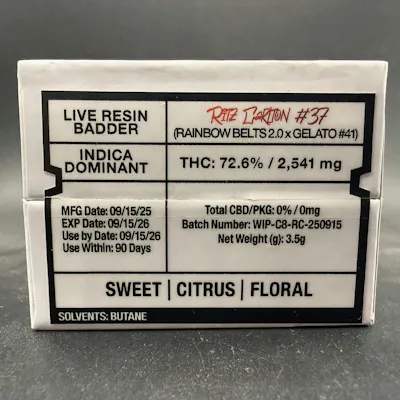 LIVE RESIN
BADDER
RITZ CARLTON #37
(RAINBOW BELTS 2.0 x GELATO #41)
INDICA
DOMINANT
THC: 72.6% / 2,541 mg
MFG Date: 09/15/25
EXP Date: 09/15/26
Use by Date: 09/15/26
Use Within: 90 Days
Total CBD/PKG: 0% / 0mg
Batch Number: WIP-C8-RC-250915
Net Weight (g): 3.5g
SWEET | CITRUS | FLORAL
SOLVENTS: BUTANE